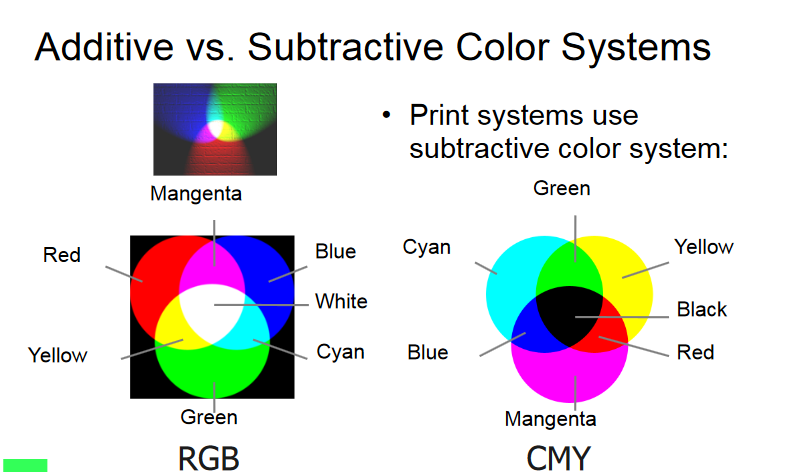 Additive vs. Subtractive Color Systems
• Print systems use
subtractive color system:
Mangenta
Red
Blue
White
Yellow
Cyan
Green
RGB
Green
Cyan
Yellow
Black
Blue
Red
Mangenta
CMY